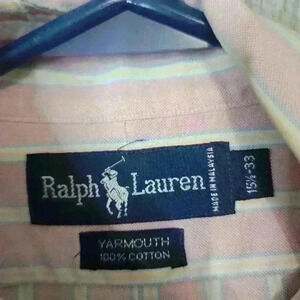 Ralph Lauren
MADE IN MALAYSIA
15½-33
YARMOUTH
100% COTTON